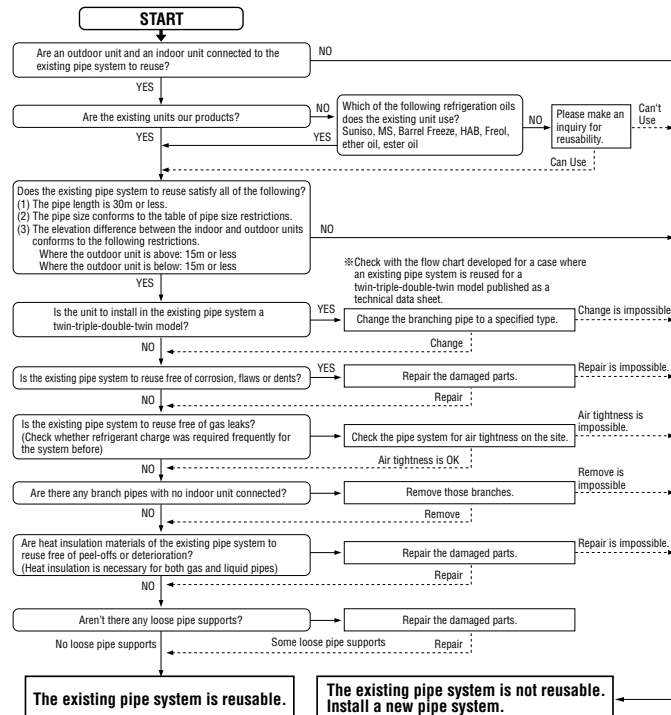 START
Are an outdoor unit and an indoor unit connected to the
existing pipe system to reuse?
NO
YES
Are the existing units our products?
NO
Which of the following refrigeration oils
does the existing unit use?
Suniso, MS, Barrel Freeze, HAB, Freol,
ether oil, ester oil
NO
Please make an
inquiry for
reusability.
Can't
Use
YES
YES
Can Use
Does the existing pipe system to reuse satisfy all of the following?
(1) The pipe length is 30m or less.
(2) The pipe size conforms to the table of pipe size restrictions.
(3) The elevation difference between the indoor and outdoor units
conforms to the following restrictions.
Where the outdoor unit is above: 15m or less
Where the outdoor unit is below: 15m or less
NO
YES
※Check with the flow chart developed for a case where
an existing pipe system is reused for a
twin-triple-double-twin model published as a
technical data sheet.
Is the unit to install in the existing pipe system a
twin-triple-double-twin model?
YES
Change the branching pipe to a specified type.
Change is impossible.
NO
Change
Is the existing pipe system to reuse free of corrosion, flaws or dents?
YES
Repair the damaged parts.
Repair is impossible.
NO
Repair
Is the existing pipe system to reuse free of gas leaks?
(Check whether refrigerant charge was required frequently for
the system before)
Check the pipe system for air tightness on the site.
Air tightness is
impossible.
NO
Air tightness is OK
Are there any branch pipes with no indoor unit connected?
Remove those branches.
Remove is
impossible
NO
Remove
Are heat insulation materials of the existing pipe system to
reuse free of peel-offs or deterioration?
(Heat insulation is necessary for both gas and liquid pipes)
Repair the damaged parts.
Repair is impossible.
NO
Repair
Aren't there any loose pipe supports?
Repair the damaged parts.
No loose pipe supports
Some loose pipe supports
Repair
The existing pipe system is reusable.
The existing pipe system is not reusable.
Install a new pipe system.